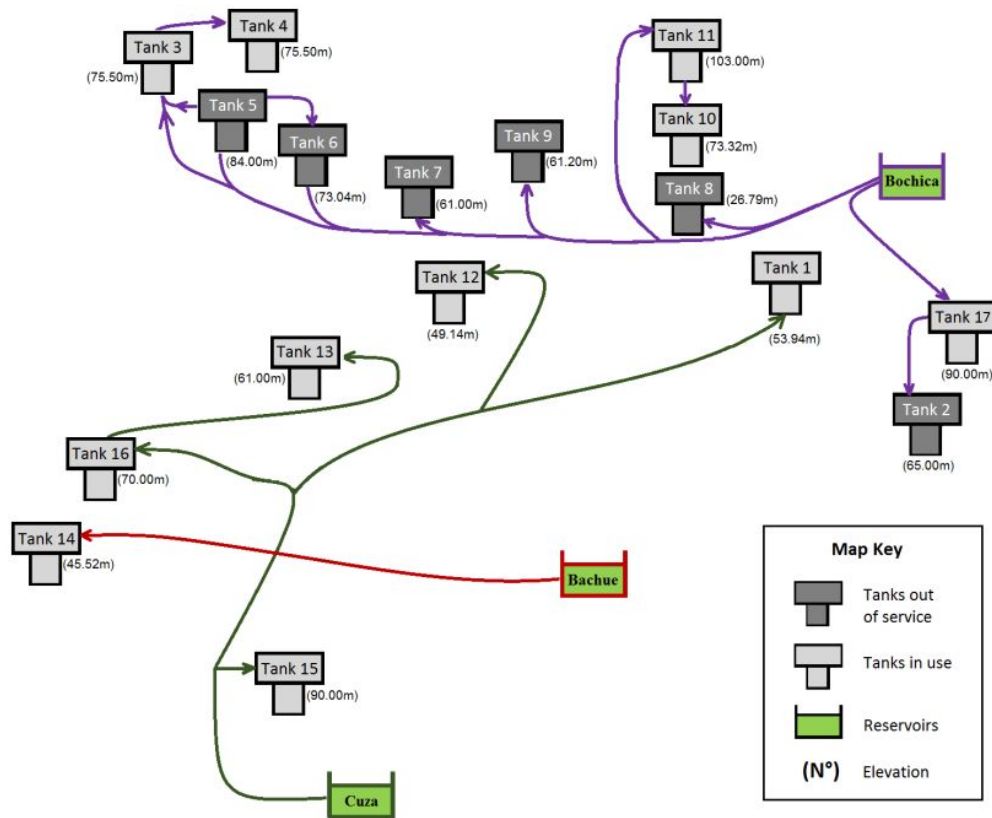 Tank 4
(75.50m)
Tank 3
(75.50m)
Tank 11
(103.00m)
Tank 5
(84.00m)
Tank 6
(73.04m)
Tank 9
(61.20m)
Tank 10
(73.32m)
Tank 7
(61.00m)
Tank 8
(26.79m)
Bochica
Tank 12
(49.14m)
Tank 1
(53.94m)
Tank 17
(90.00m)
Tank 13
(61.00m)
Tank 2
(65.00m)
Tank 16
(70.00m)
Tank 14
(45.52m)
Bachue
Tank 15
(90.00m)
Cuza
Map Key
Tanks out
of service
Tanks in use
Reservoirs
(N°) Elevation